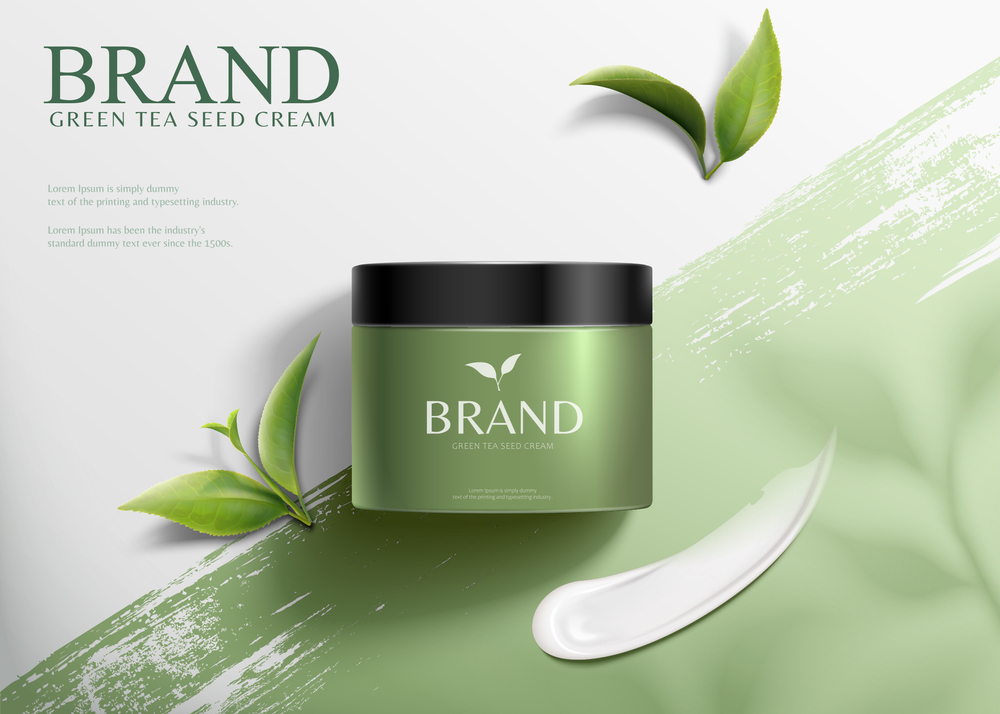 BRAND
GREEN TEA SEED CREAM
Lorem Ipsum is simply dummy
text of the printing and typesetting industry.
Lorem Ipsum has been the industry's
standard dummy text ever since the 1500s.
BRAND
GREEN TEA SEED CREAM
Lorem Ipsum is simply dummy
text of the printing and typesetting industry.